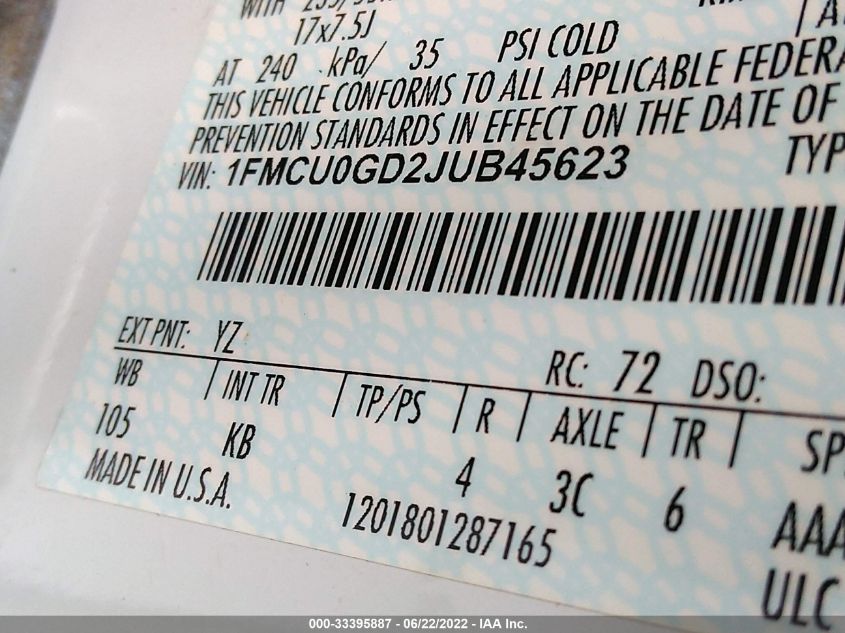 WITH
17x7.5J
AT 240 kPa/ 35 PSI COLD
THIS VEHICLE CONFORMS TO ALL APPLICABLE FEDERA
PREVENTION STANDARDS IN EFFECT ON THE DATE OF
VIN: 1FMCU0GD2JUB45623 TYP
EXT PNT: YZ RC: 72 DSO:
WB INT TR TP/PS R AXLE TR SP
105 KB 4 3C 6 AAA
MADE IN U.S.A. 1201801287165 ULC
000-33395887 - 06/22/2022 - IAA Inc.